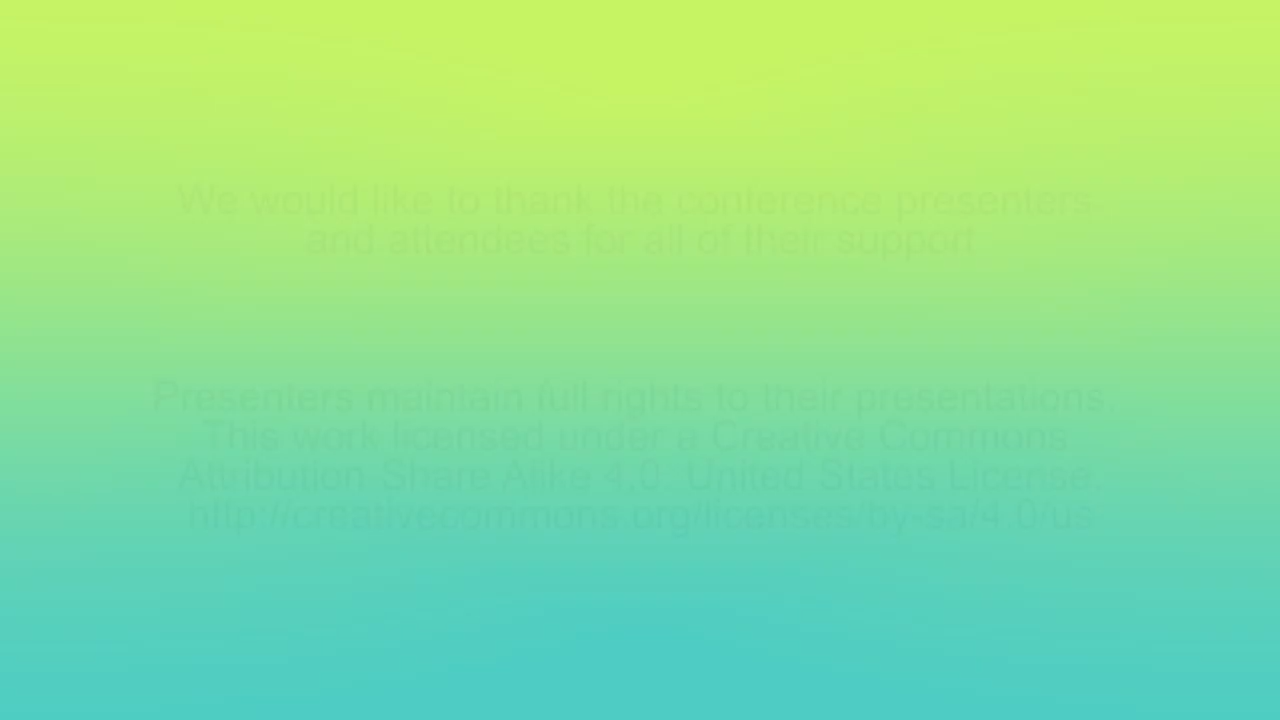 We would like to thank the conference presenters
and attendees for all of their support
Presenters maintain full rights to their presentations.
This work licensed under a Creative Commons
Attribution Share Alike 4.0 United States License.
http://creativecommons.org/licenses/by-sa/4.0/us